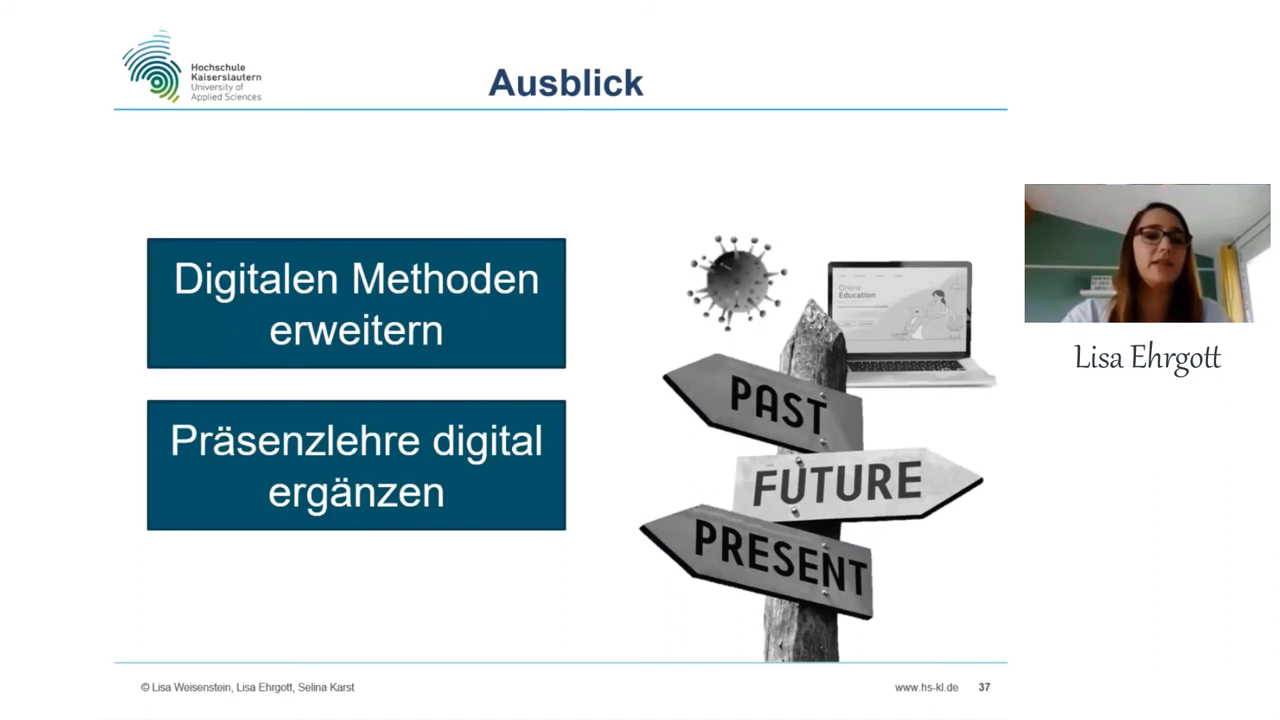 Hochschule
Kaiserslautern
University of
Applied Sciences
Ausblick
Digitalen Methoden
erweitern
Präsenzlehre digital
ergänzen
Online
Education
PAST
FUTURE
PRESENT
Lisa Ehrgott
© Lisa Weisenstein, Lisa Ehrgott, Selina Karst
www.hs-kl.de
37